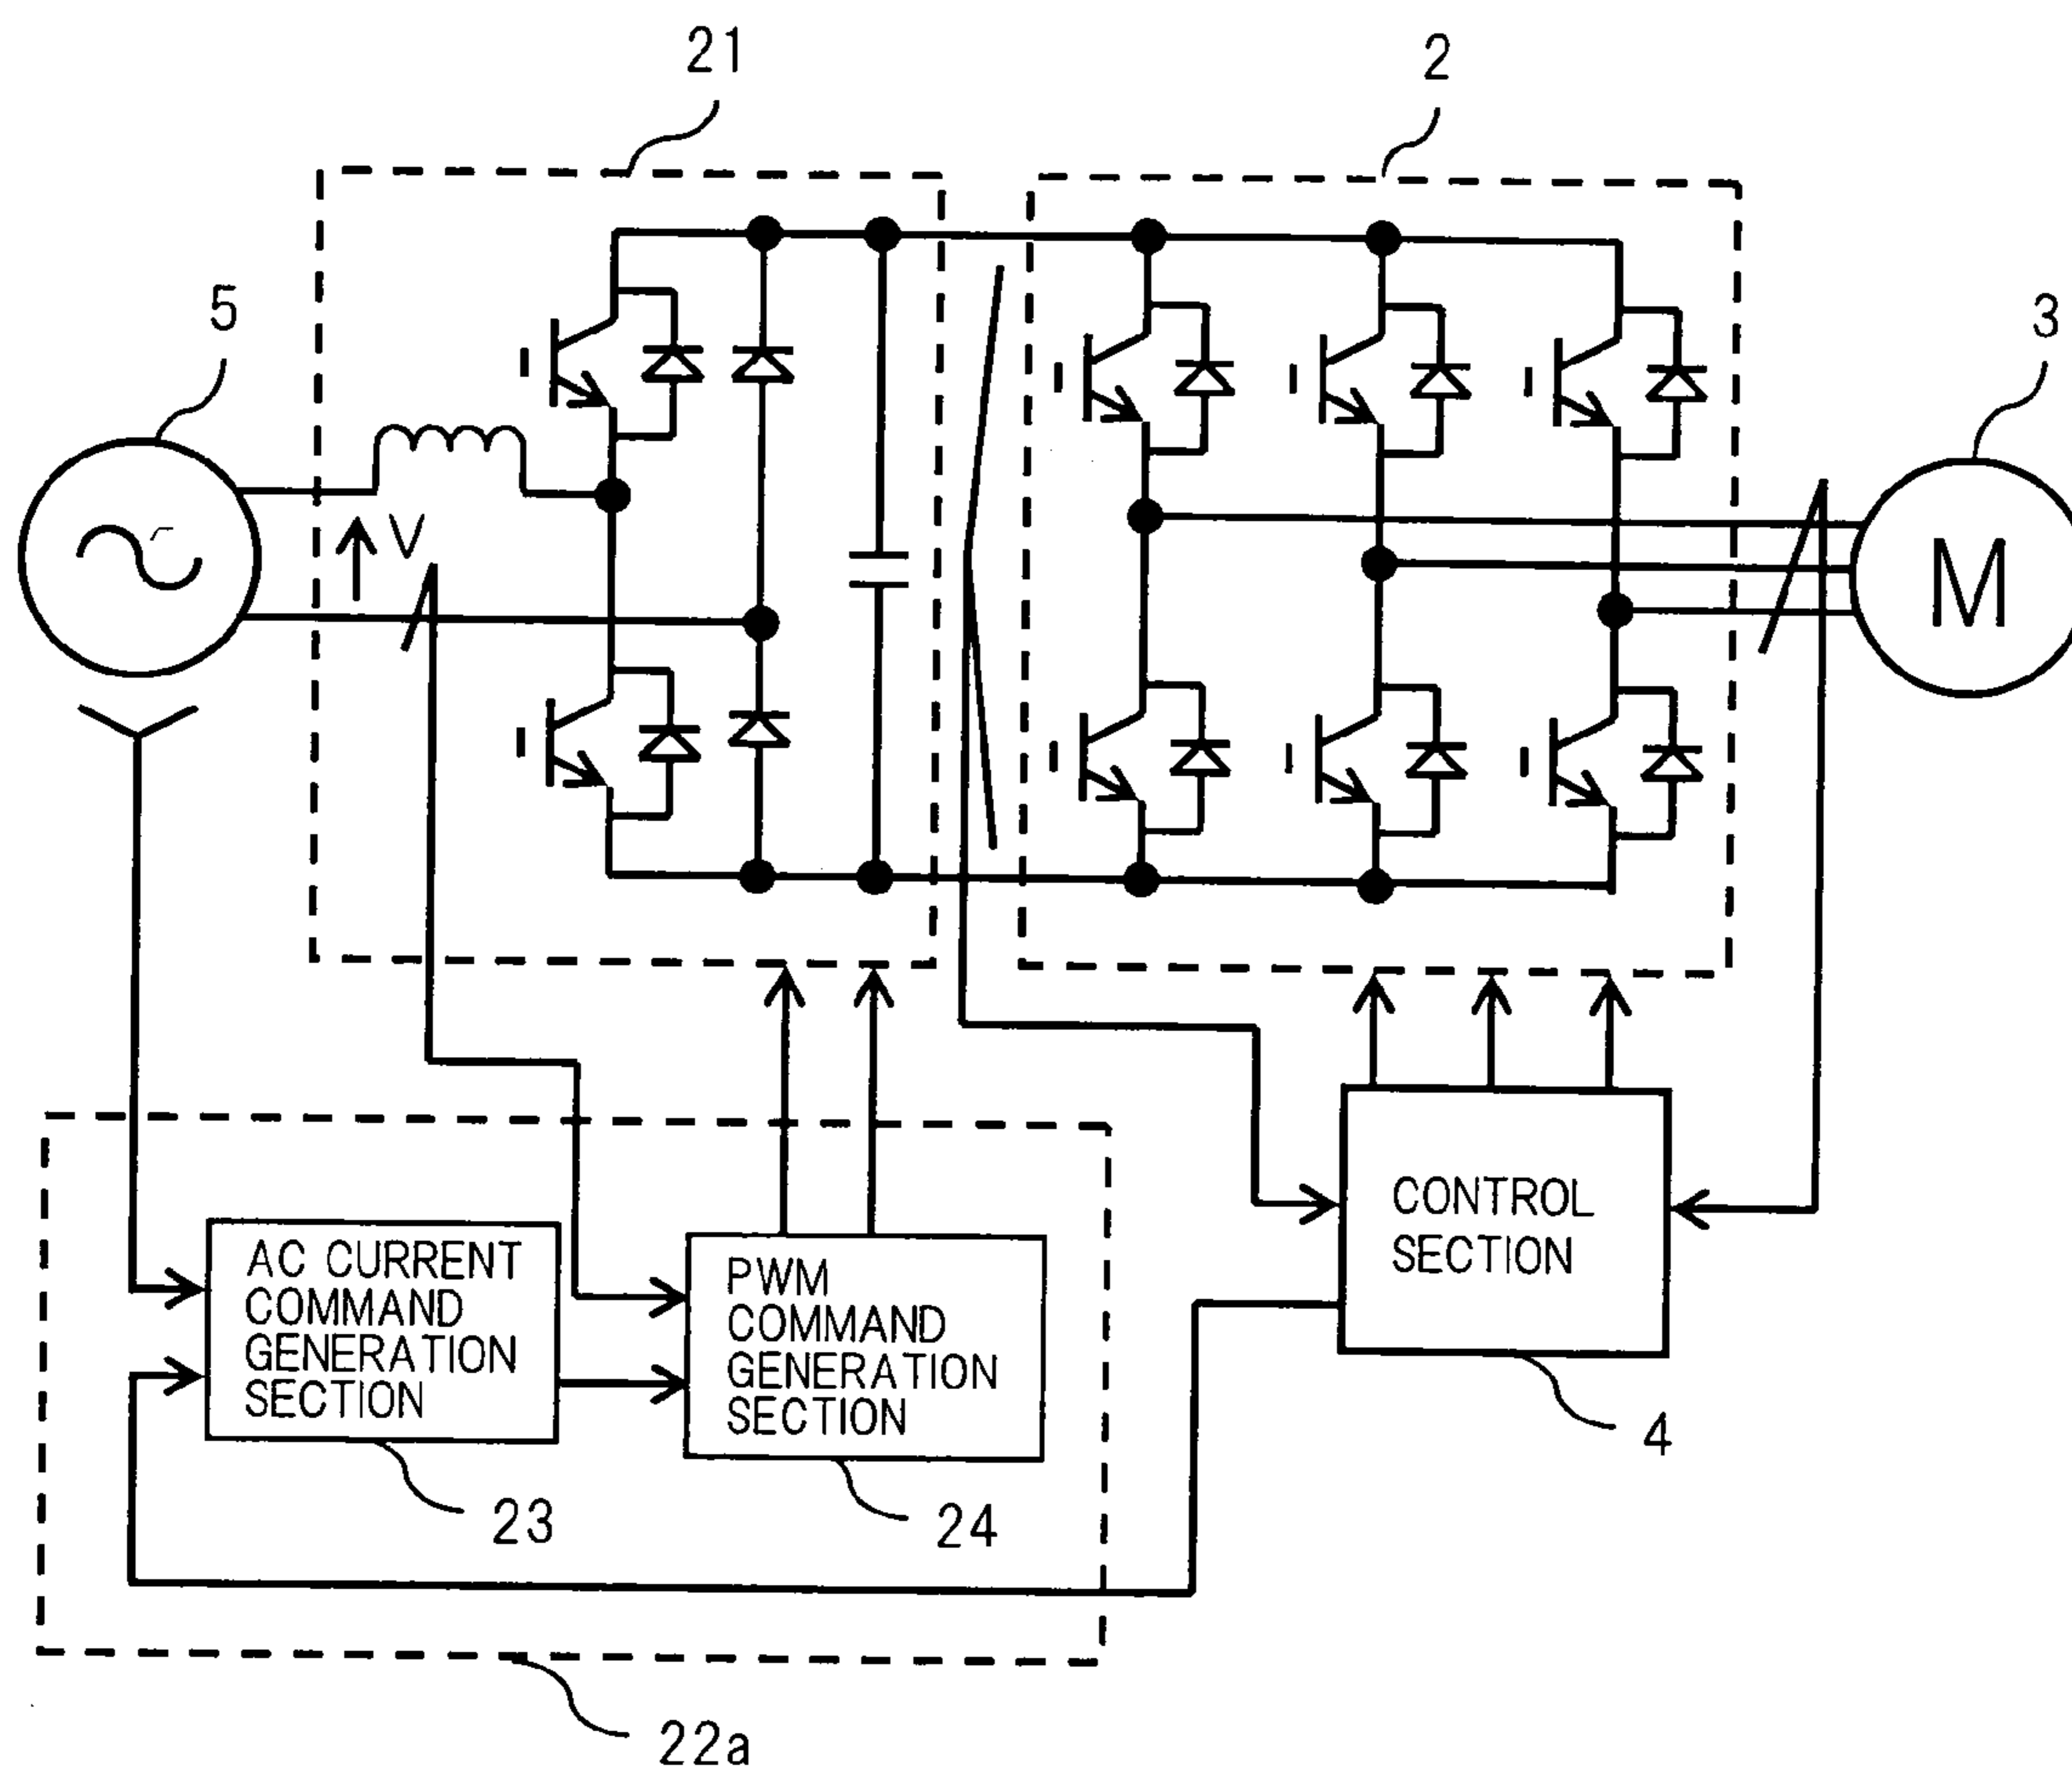 21
2
5
3
V
M
CONTROL
SECTION
AC CURRENT
COMMAND
GENERATION
SECTION
PWM
COMMAND
GENERATION
SECTION
4
23
24
22a